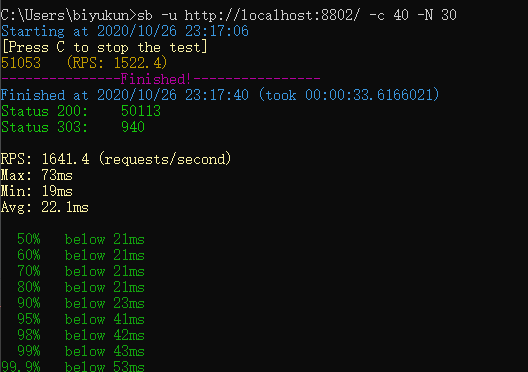 C:\Users\biyukun>sb -u http://localhost:8802/ -c 40 -N 30
Starting at 2020/10/26 23:17:06
[Press C to stop the test]
51053   (RPS: 1522.4)
---------------Finished!----------------
Finished at 2020/10/26 23:17:40 (took 00:00:33.6166021)
Status 200:    50113
Status 303:    940
RPS: 1641.4 (requests/second)
Max: 73ms
Min: 19ms
Avg: 22.1ms
50%   below 21ms
60%   below 21ms
70%   below 21ms
80%   below 21ms
90%   below 23ms
95%   below 41ms
98%   below 42ms
99%   below 43ms
99.9%   below 53ms